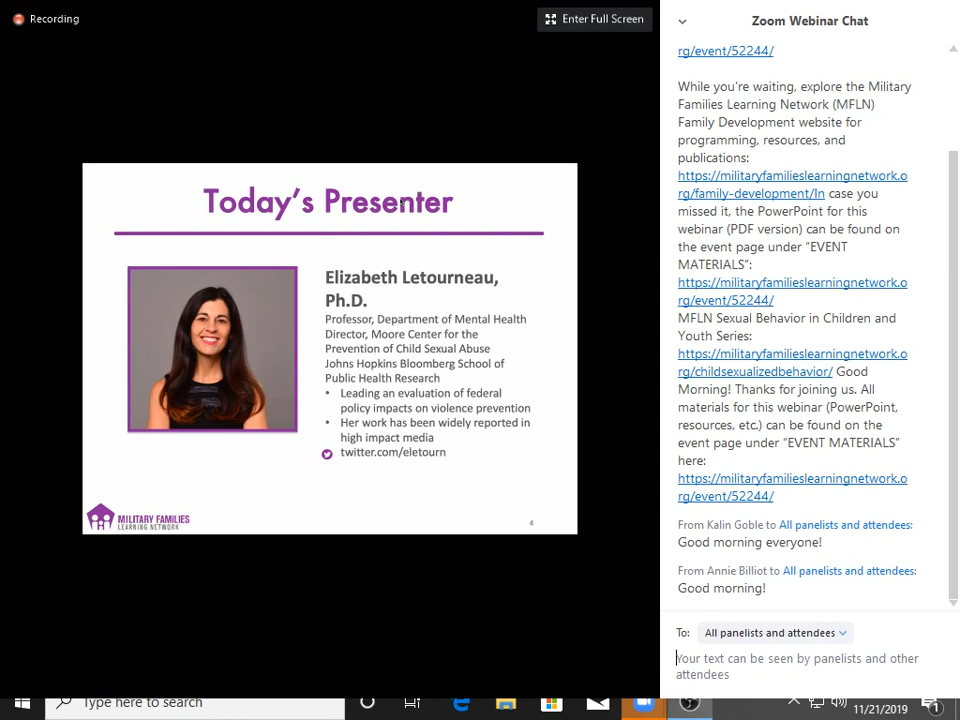 Recording
Enter Full Screen
Today's Presenter
Elizabeth Letourneau,
Ph.D.
Professor, Department of Mental Health
Director, Moore Center for the
Prevention of Child Sexual Abuse
Johns Hopkins Bloomberg School of
Public Health Research
• Leading an evaluation of federal
policy impacts on violence prevention
• Her work has been widely reported in
high impact media
twitter.com/eletourn
MILITARY FAMILIES
LEARNING NETWORK
4
Zoom Webinar Chat
rg/event/52244/
While you're waiting, explore the Military
Families Learning Network (MFLN)
Family Development website for
programming, resources, and
publications:
https://militaryfamilieslearningnetwork.o
rg/family-development/In case you
missed it, the PowerPoint for this
webinar (PDF version) can be found on
the event page under "EVENT
MATERIALS":
https://militaryfamilieslearningnetwork.o
rg/event/52244/
MFLN Sexual Behavior in Children and
Youth Series:
https://militaryfamilieslearningnetwork.o
rg/childsexualizedbehavior/ Good
Morning! Thanks for joining us. All
materials for this webinar (PowerPoint,
resources, etc.) can be found on the
event page under "EVENT MATERIALS"
here:
https://militaryfamilieslearningnetwork.o
rg/event/52244/
From Kalin Goble to All panelists and attendees:
Good morning everyone!
From Annie Billiot to All panelists and attendees:
Good morning!
To: All panelists and attendees
Your text can be seen by panelists and other
attendees
Type here to search
11/21/2019
1